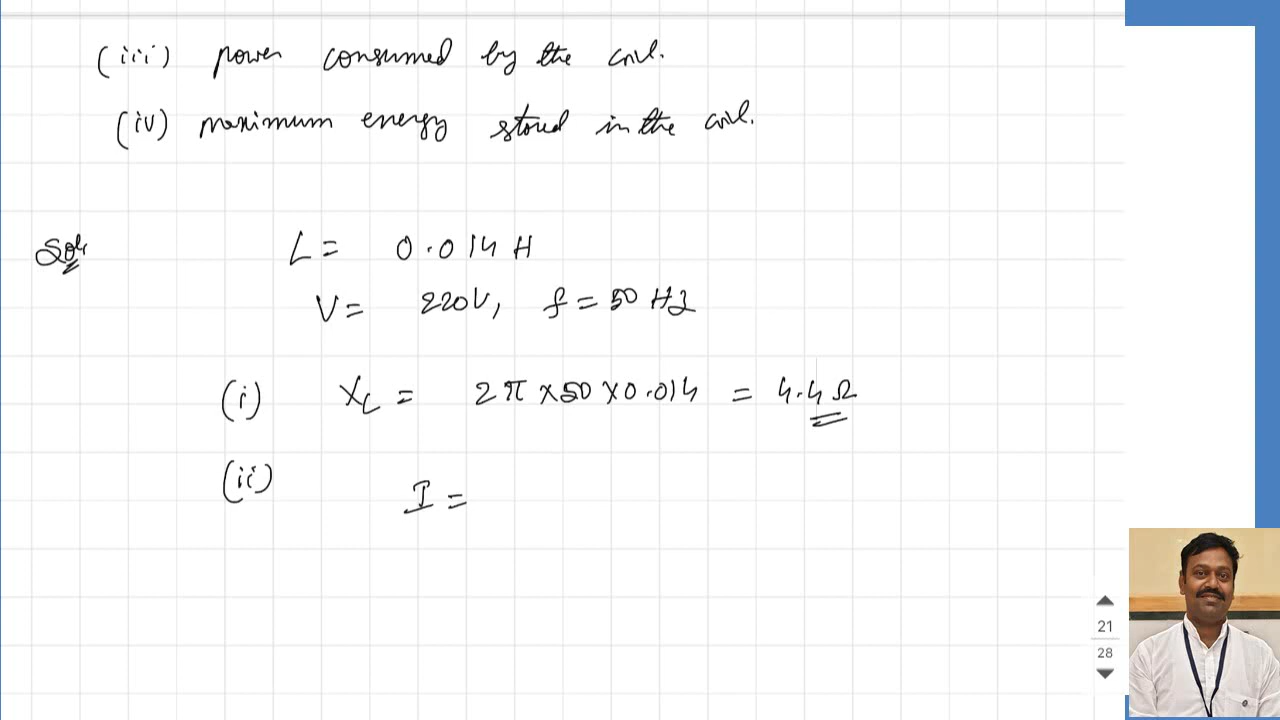 (iii) power consumed by the coil.
(iv) maximum energy stored in the coil.
Sol:
L = 0.014 H
V = 220V, f = 50 Hz
(i) XL = 2π × 50 × 0.014 = 4.4 Ω
(ii) I =
21
28